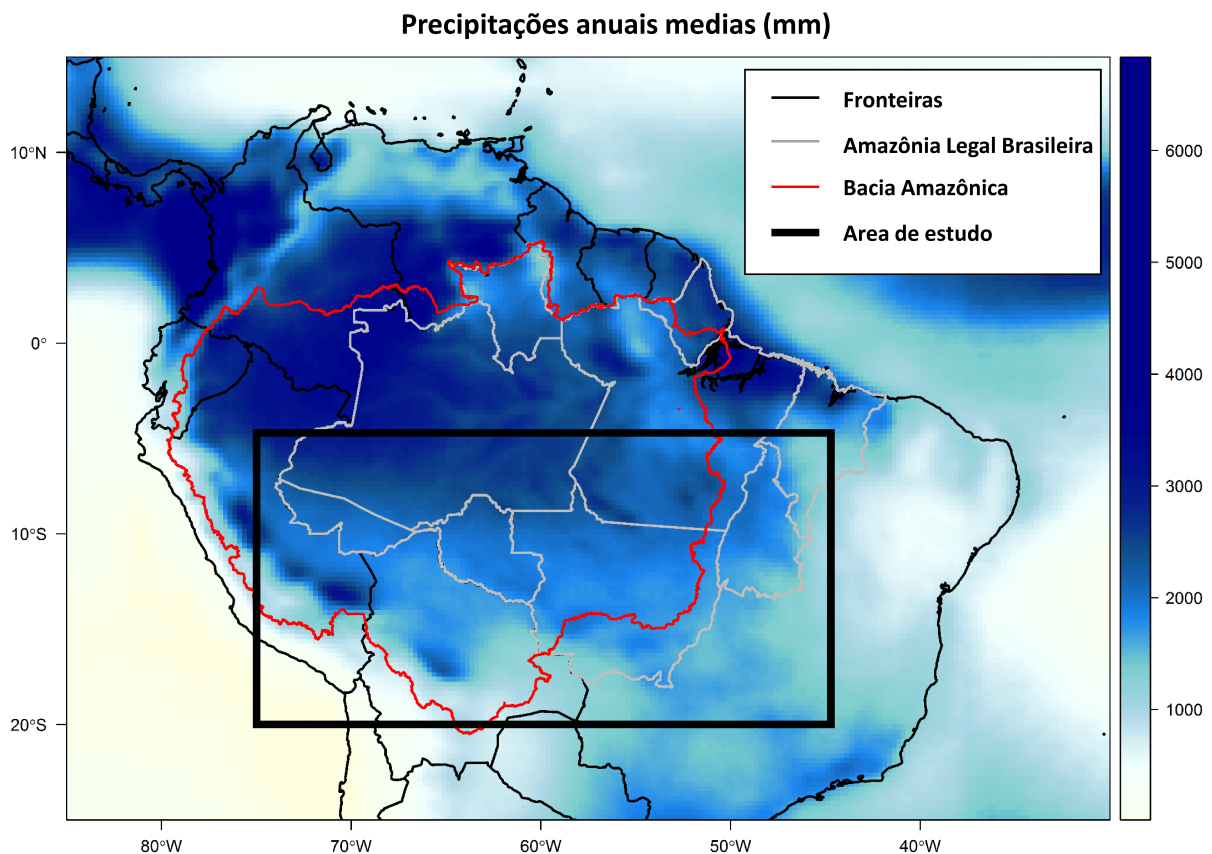 Precipitações anuais medias (mm)
Fronteiras
Amazônia Legal Brasileira
Bacia Amazônica
Area de estudo
10°N
0°
10°S
20°S
80°W
70°W
60°W
50°W
40°W
6000
5000
4000
3000
2000
1000